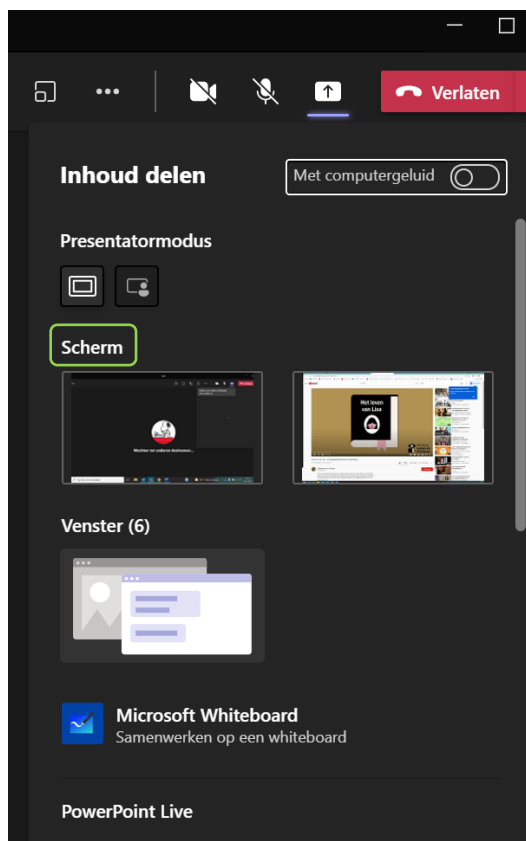 Verlaten
Inhoud delen
Met computergeluid
Presentatormodus
Scherm
Het leven
van Lisa
Venster (6)
Microsoft Whiteboard
Samenwerken op een whiteboard
PowerPoint Live